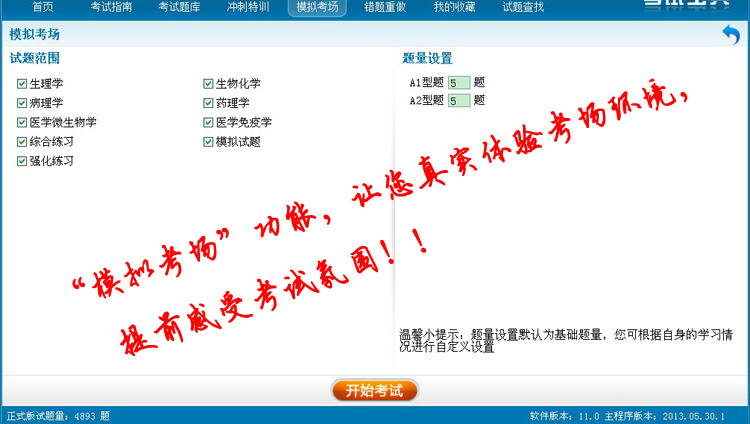 首页 考试指南 考试题库 冲刺特训 模拟考场 错题重做 我的收藏 试题查找
模拟考场
试题范围 题量设置
生理学 生物化学 A1型题 5 题
病理学 药理学 A2型题 5 题
医学微生物学 医学免疫学
综合练习 模拟试题
强化练习
“模拟考场”功能，让您真实体验考场环境，
提前感受考试氛围！！
温馨小提示：题量设置默认为基础题量，您可根据自身的学习情
况进行自定义设置
开始考试
正式版试题量：4893 题 软件版本：11.0 主程序版本：2013.05.30.1